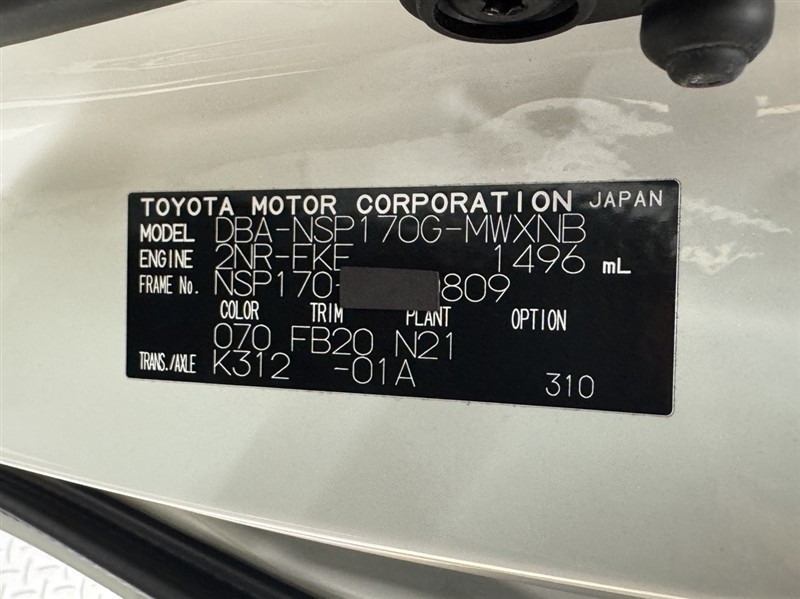 TOYOTA MOTOR CORPORATION JAPAN
MODEL DBA-NSP170G-MWXNB
ENGINE 2NR-FKE 1496 mL
FRAME No. NSP170- 809
COLOR TRIM PLANT OPTION
070 FB20 N21
TRANS./AXLE K312 -01A 310